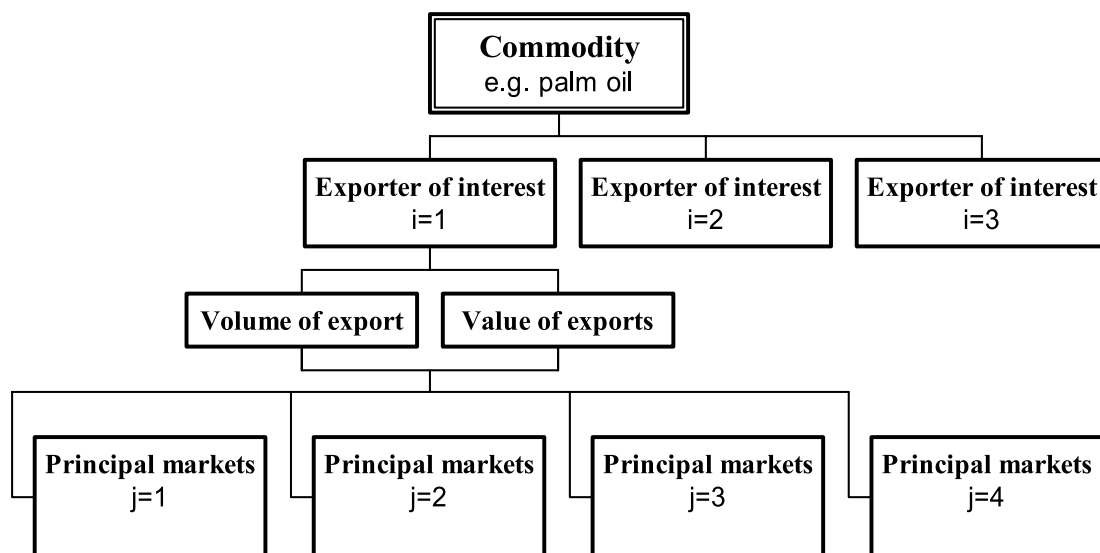 Commodity
e.g. palm oil
Exporter of interest
i=1
Exporter of interest
i=2
Exporter of interest
i=3
Volume of export
Value of exports
Principal markets
j=1
Principal markets
j=2
Principal markets
j=3
Principal markets
j=4